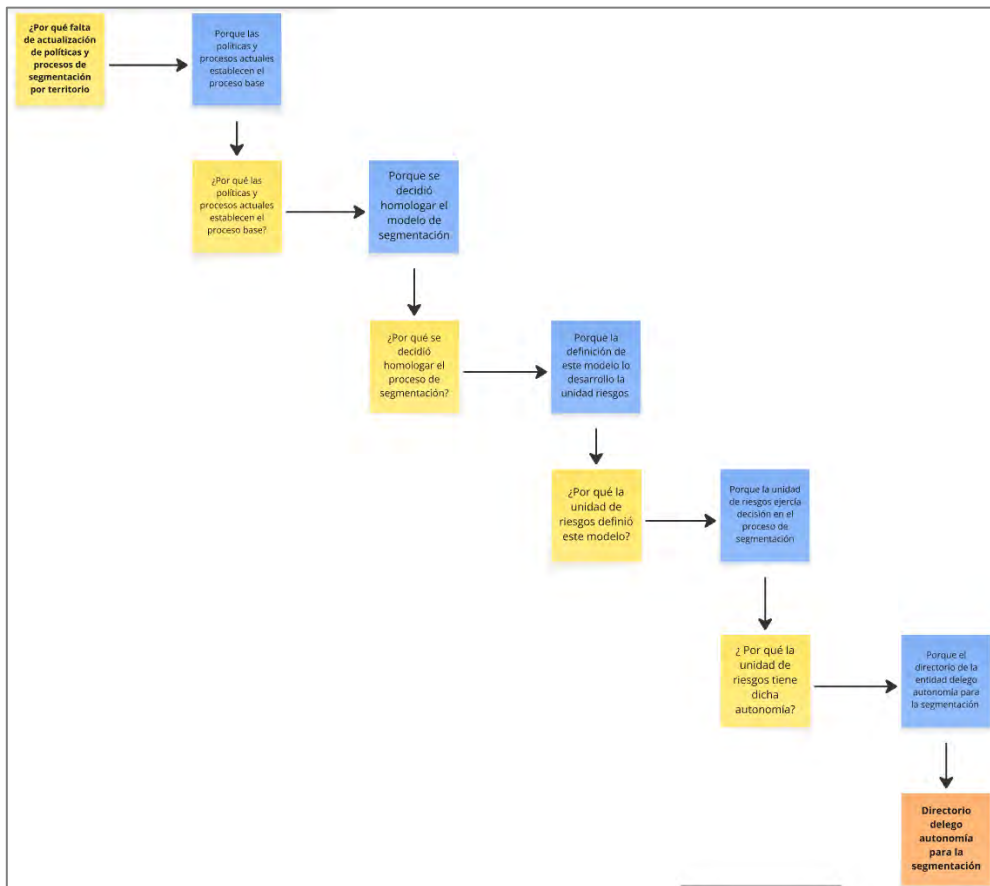 ¿Por qué falta
de actualización
de políticas y
procesos de
segmentación
por territorio
Porque las
políticas y
procesos actuales
establecen el
proceso base
¿Por qué las
políticas y
procesos actuales
establecen el
proceso base?
Porque se
decidió
homologar el
modelo de
segmentación
¿Por qué se
decidió
homologar el
proceso de
segmentación?
Porque la
definición de
este modelo lo
desarrollo la
unidad riesgos
¿Por qué la
unidad de
riesgos definió
este modelo?
Porque la unidad
de riesgos ejercía
decisión en el
proceso de
segmentación
¿ Por qué la
unidad de
riesgos tiene
dicha
autonomía?
Porque el
directorio de la
entidad delego
autonomía para
la segmentación
Directorio
delego
autonomía
para la
segmentación